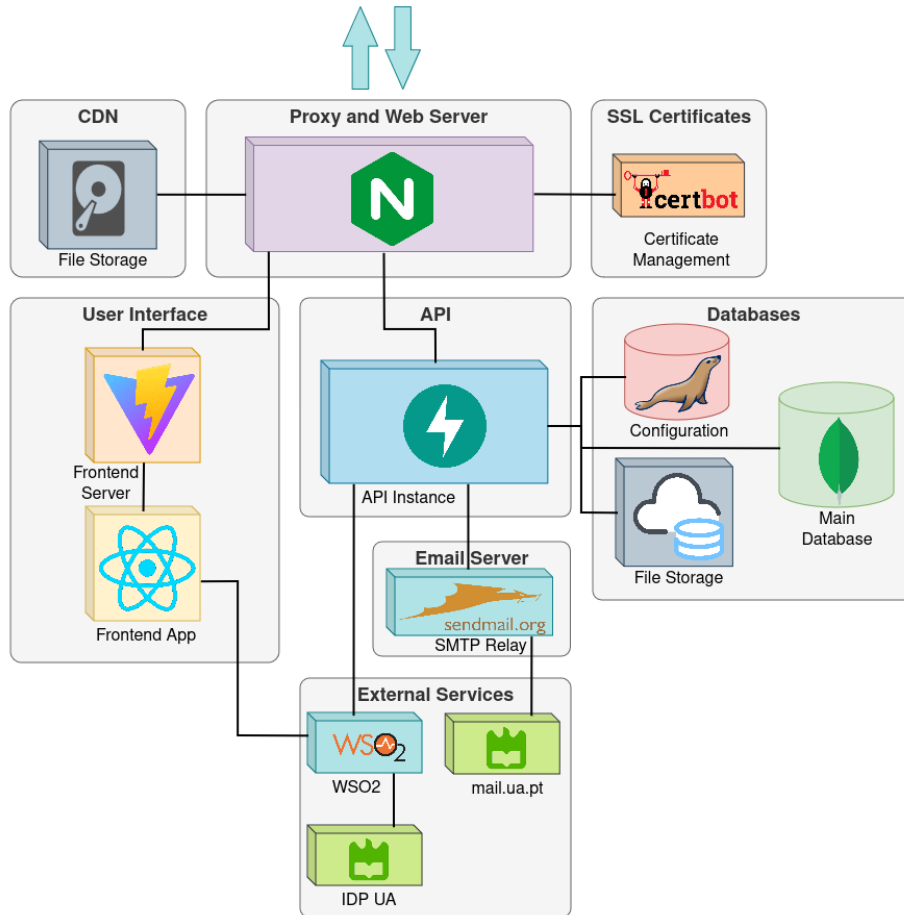 CDN
Proxy and Web Server
SSL Certificates
N
certbot
File Storage
Certificate
Management
User Interface
API
Databases
Frontend
Server
Configuration
API Instance
Main
Database
File Storage
Email Server
Frontend App
sendmail.org
SMTP Relay
External Services
WSO2
WSO2
mail.ua.pt
IDP UA